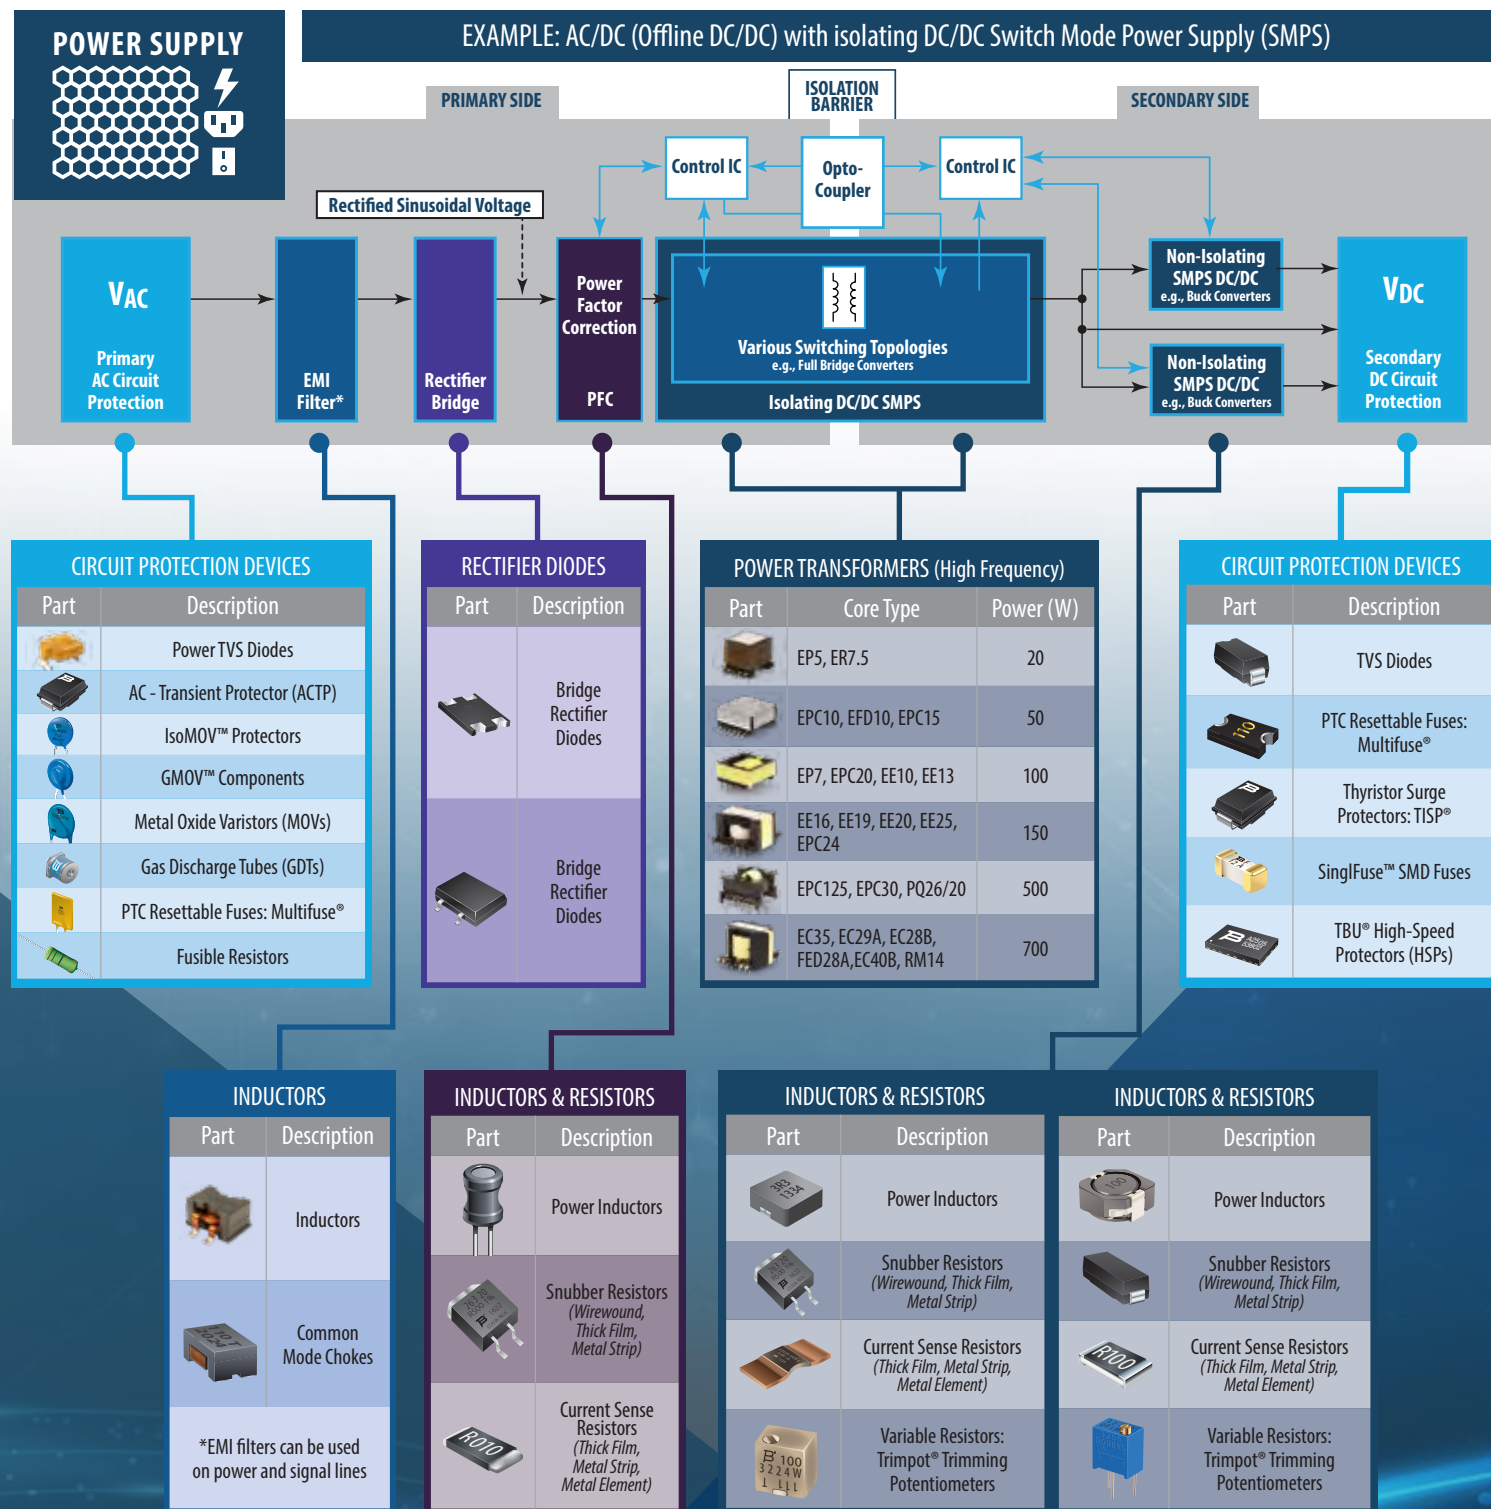 POWER SUPPLY
EXAMPLE: AC/DC (Offline DC/DC) with isolating DC/DC Switch Mode Power Supply (SMPS)
PRIMARY SIDE
ISOLATION
BARRIER
SECONDARY SIDE
Control IC
Opto-
Coupler
Control IC
Rectified Sinusoidal Voltage
VAC
Primary
AC Circuit
Protection
EMI
Filter*
Rectifier
Bridge
Power
Factor
Correction
PFC
Various Switching Topologies
e.g., Full Bridge Converters
Isolating DC/DC SMPS
Non-Isolating
SMPS DC/DC
e.g., Buck Converters
Non-Isolating
SMPS DC/DC
e.g., Buck Converters
VDC
Secondary
DC Circuit
Protection
CIRCUIT PROTECTION DEVICES
Part Description
Power TVS Diodes
AC - Transient Protector (ACTP)
IsoMOV™ Protectors
GMOV™ Components
Metal Oxide Varistors (MOVs)
Gas Discharge Tubes (GDTs)
PTC Resettable Fuses: Multifuse®
Fusible Resistors
RECTIFIER DIODES
Part Description
Bridge
Rectifier
Diodes
Bridge
Rectifier
Diodes
POWER TRANSFORMERS (High Frequency)
Part Core Type Power (W)
EP5, ER7.5 20
EPC10, EFD10, EPC15 50
EP7, EPC20, EE10, EE13 100
EE16, EE19, EE20, EE25,
EPC24 150
EPC125, EPC30, PQ26/20 500
EC35, EC29A, EC28B,
FED28A,EC40B, RM14 700
CIRCUIT PROTECTION DEVICES
Part Description
TVS Diodes
110
PTC Resettable Fuses:
Multifuse®
Thyristor Surge
Protectors: TISP®
SinglFuse™ SMD Fuses
TBU® High-Speed
Protectors (HSPs)
INDUCTORS
Part Description
Inductors
Common
Mode Chokes
*EMI filters can be used
on power and signal lines
INDUCTORS & RESISTORS
Part Description
Power Inductors
Snubber Resistors
(Wirewound,
Thick Film,
Metal Strip)
R010
Current Sense
Resistors
(Thick Film,
Metal Strip,
Metal Element)
INDUCTORS & RESISTORS
Part Description
3R3
1334
Power Inductors
Snubber Resistors
(Wirewound, Thick Film,
Metal Strip)
Current Sense Resistors
(Thick Film, Metal Strip,
Metal Element)
100
3224W
Variable Resistors:
Trimpot® Trimming
Potentiometers
INDUCTORS & RESISTORS
Part Description
100
Power Inductors
Snubber Resistors
(Wirewound, Thick Film,
Metal Strip)
R100
Current Sense Resistors
(Thick Film, Metal Strip,
Metal Element)
Variable Resistors:
Trimpot® Trimming
Potentiometers